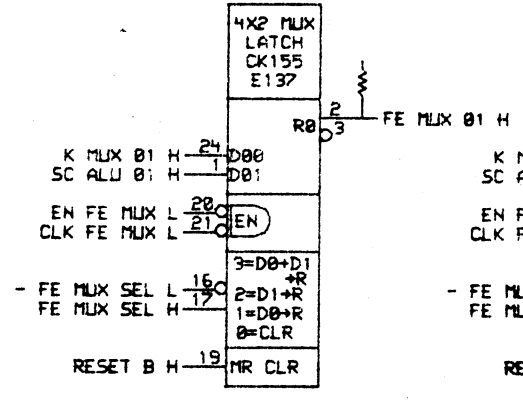 4X2 MUX
LATCH
CK155
E137
R0
2
3
FE MUX 01 H
K MUX 01 H
24
D00
SC ALU 01 H
1
D01
EN FE MUX L
20
CLK FE MUX L
21
EN
3=D0+D1
→R
2=D1→R
1=D0→R
0=CLR
- FE MUX SEL L
16
FE MUX SEL H
17
RESET B H
19
MR CLR
K M
SC A
EN F
CLK F
- FE MU
FE MU
RE